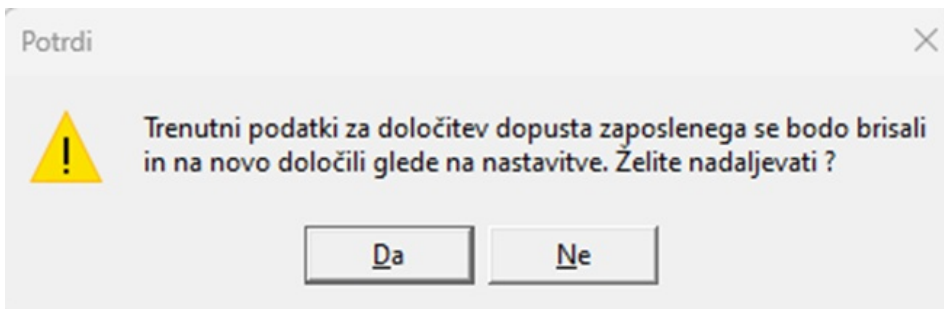 Potrdi
Trenutni podatki za določitev dopusta zaposlenega se bodo brisali
in na novo določili glede na nastavitve. Želite nadaljevati ?
Da
Ne